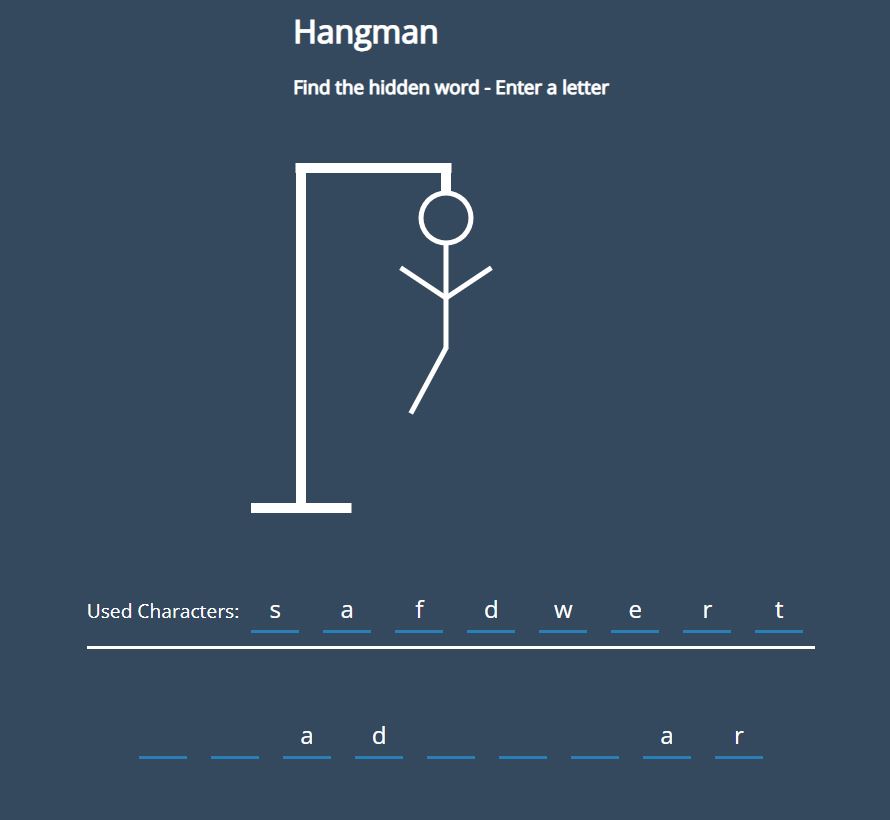 Hangman
Find the hidden word - Enter a letter
Used Characters: s a f d w e r t
_ _ a d _ _ _ a r